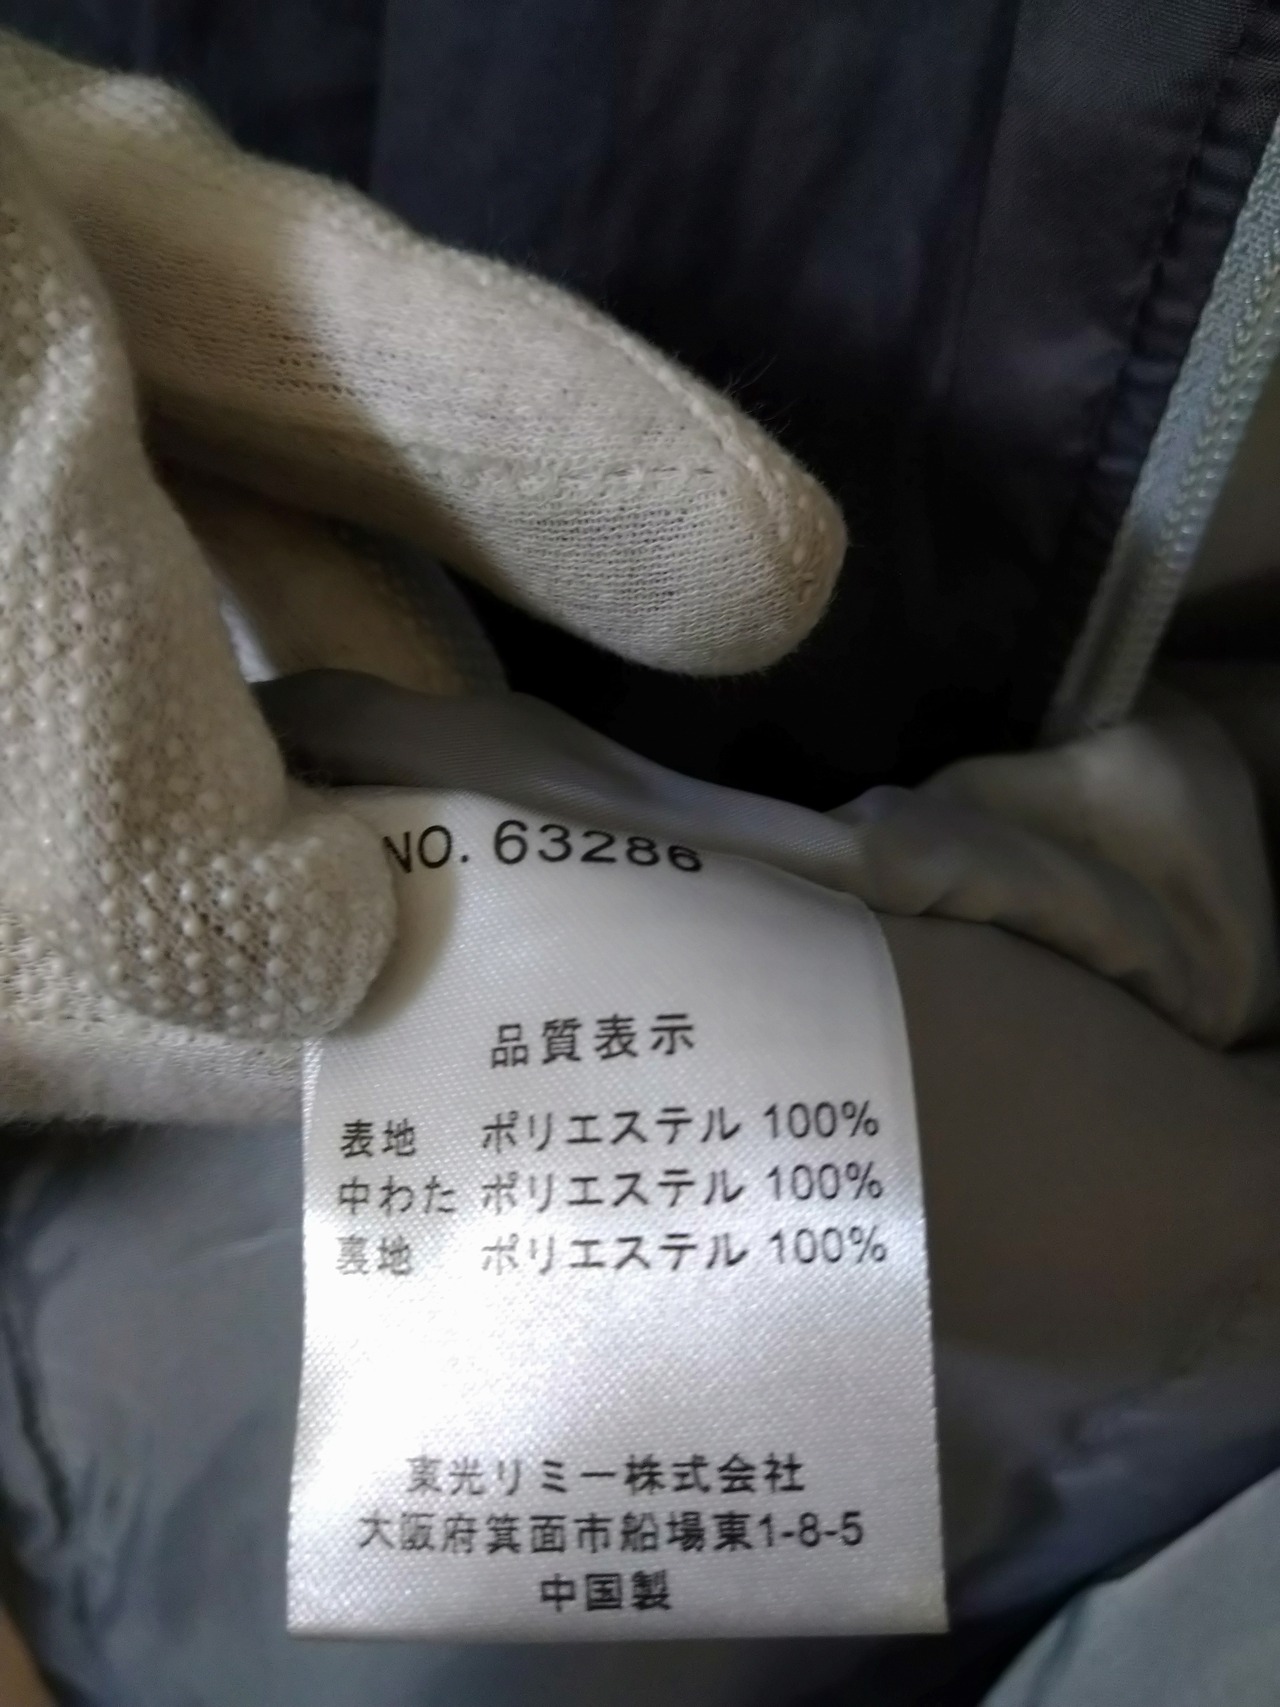 NO. 63286
品質表示
表地 ポリエステル 100%
中わた ポリエステル 100%
裏地 ポリエステル 100%
東光リミー株式会社
大阪府箕面市船場東1-8-5
中国製